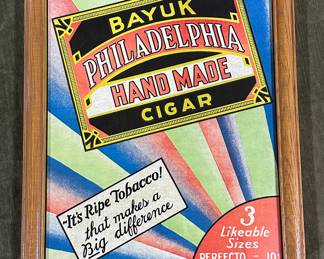 BAYUK
PHILADELPHIA
HAND MADE
CIGAR
"It's Ripe Tobacco!
that makes a
Big difference
3
Likeable
Sizes
PERFECTO - 10